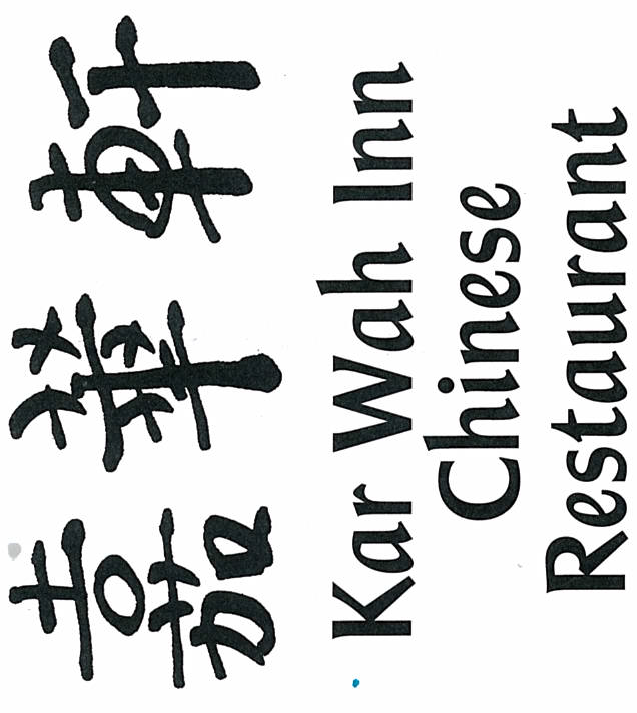 嘉華軒
Kar Wah Inn
Chinese
Restaurant